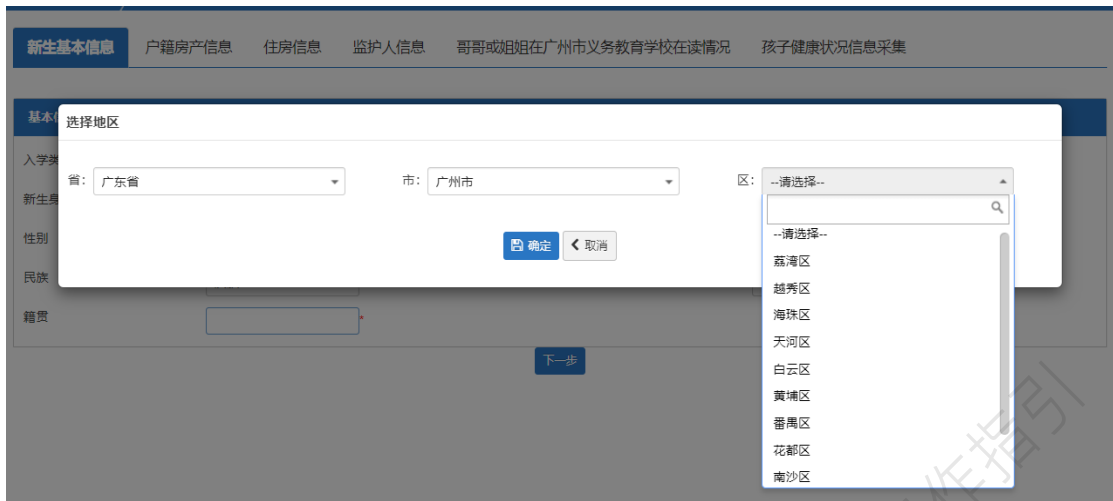 新生基本信息 户籍房产信息 住房信息 监护人信息 哥哥或姐姐在广州市义务教育学校在读情况 孩子健康状况信息采集
基本
选择地区
入学类
省: 广东省 市: 广州市 区: --请选择--
新生身
--请选择--
性别
确定 取消
荔湾区
民族
越秀区
籍贯 *
海珠区
天河区
下一步
白云区
黄埔区
番禺区
花都区
南沙区
作指引